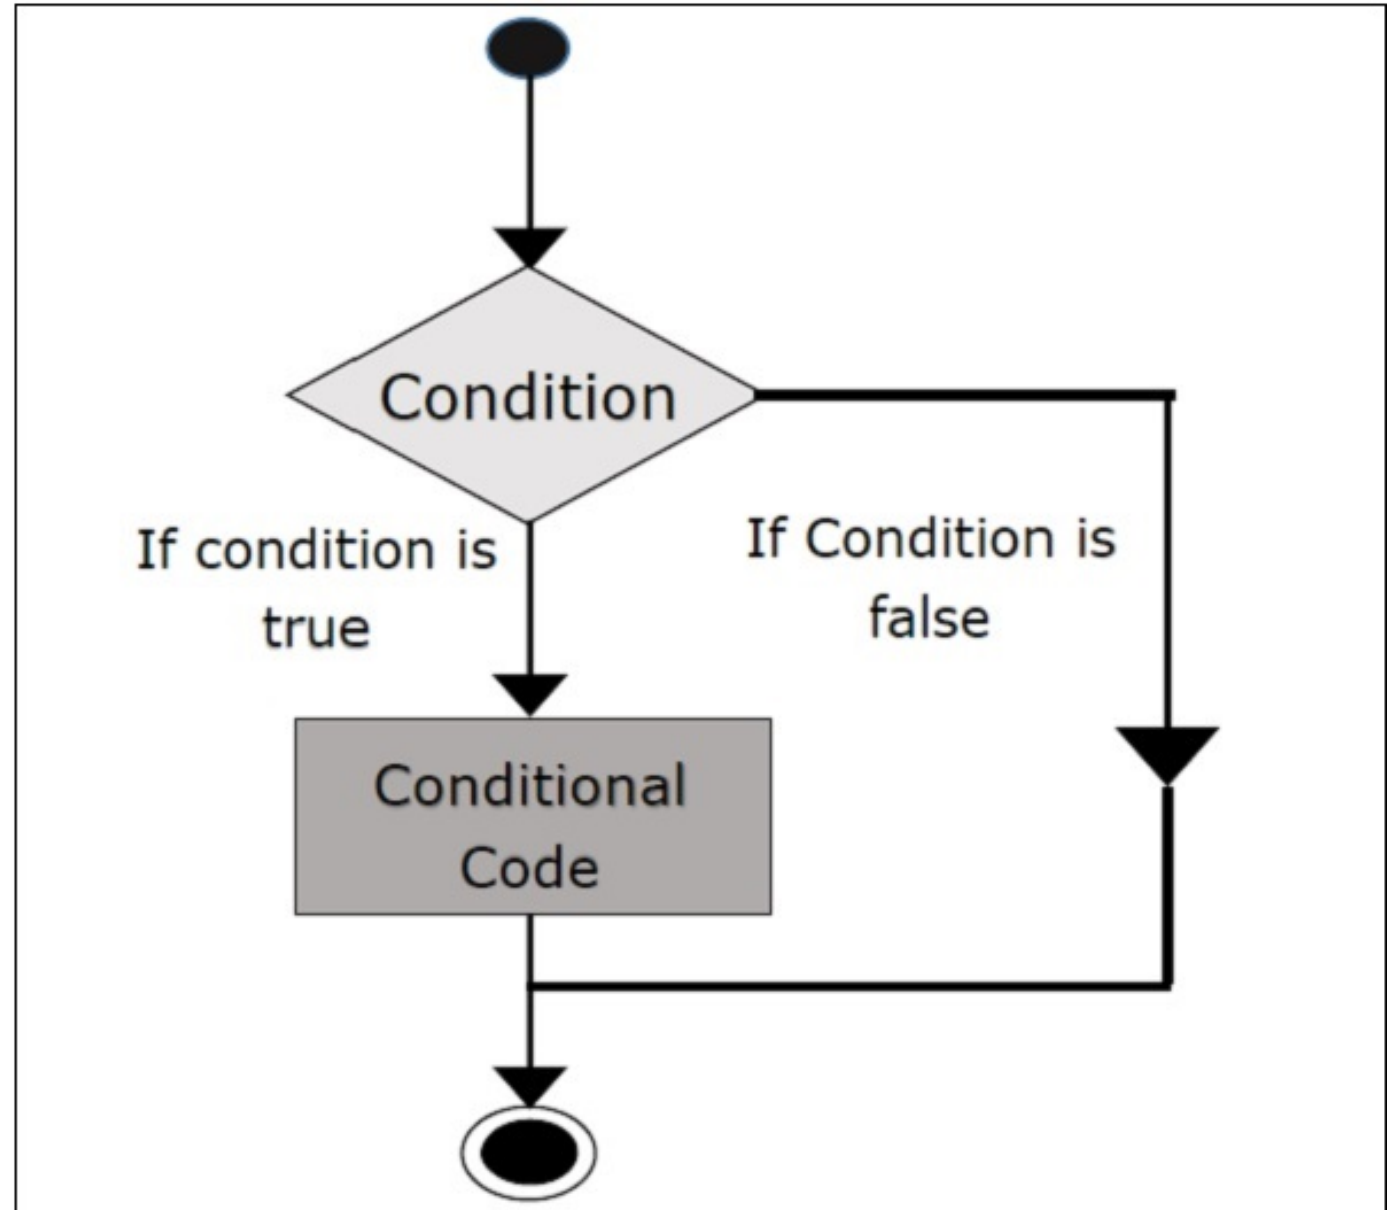 Condition
If condition is
true
If Condition is
false
Conditional
Code